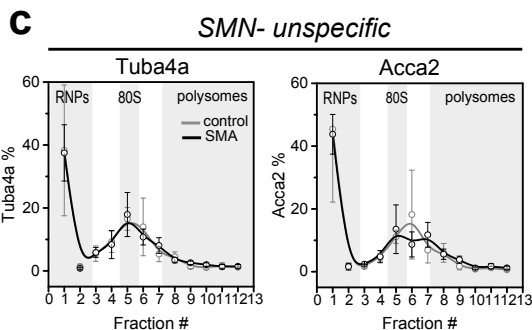 C
SMN- unspecific
Tuba4a
60
40
20
0
Tuba4a %
RNPs 80S polysomes
control
SMA
0 1 2 3 4 5 6 7 8 9 10 11 12 13
Fraction #
Acca2
60
40
20
0
Acca2 %
RNPs 80S polysomes
0 1 2 3 4 5 6 7 8 9 10 11 12 13
Fraction #